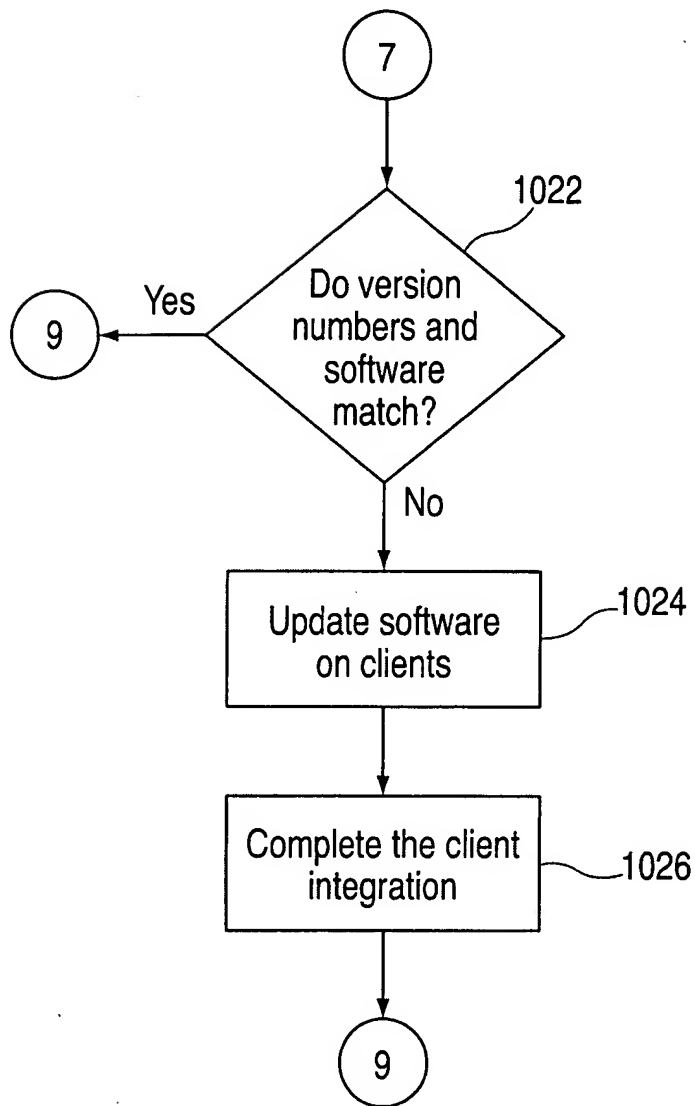 7
1022
Do version
numbers and
software
match?
Yes
9
No
Update software
on clients
1024
Complete the client
integration
1026
9